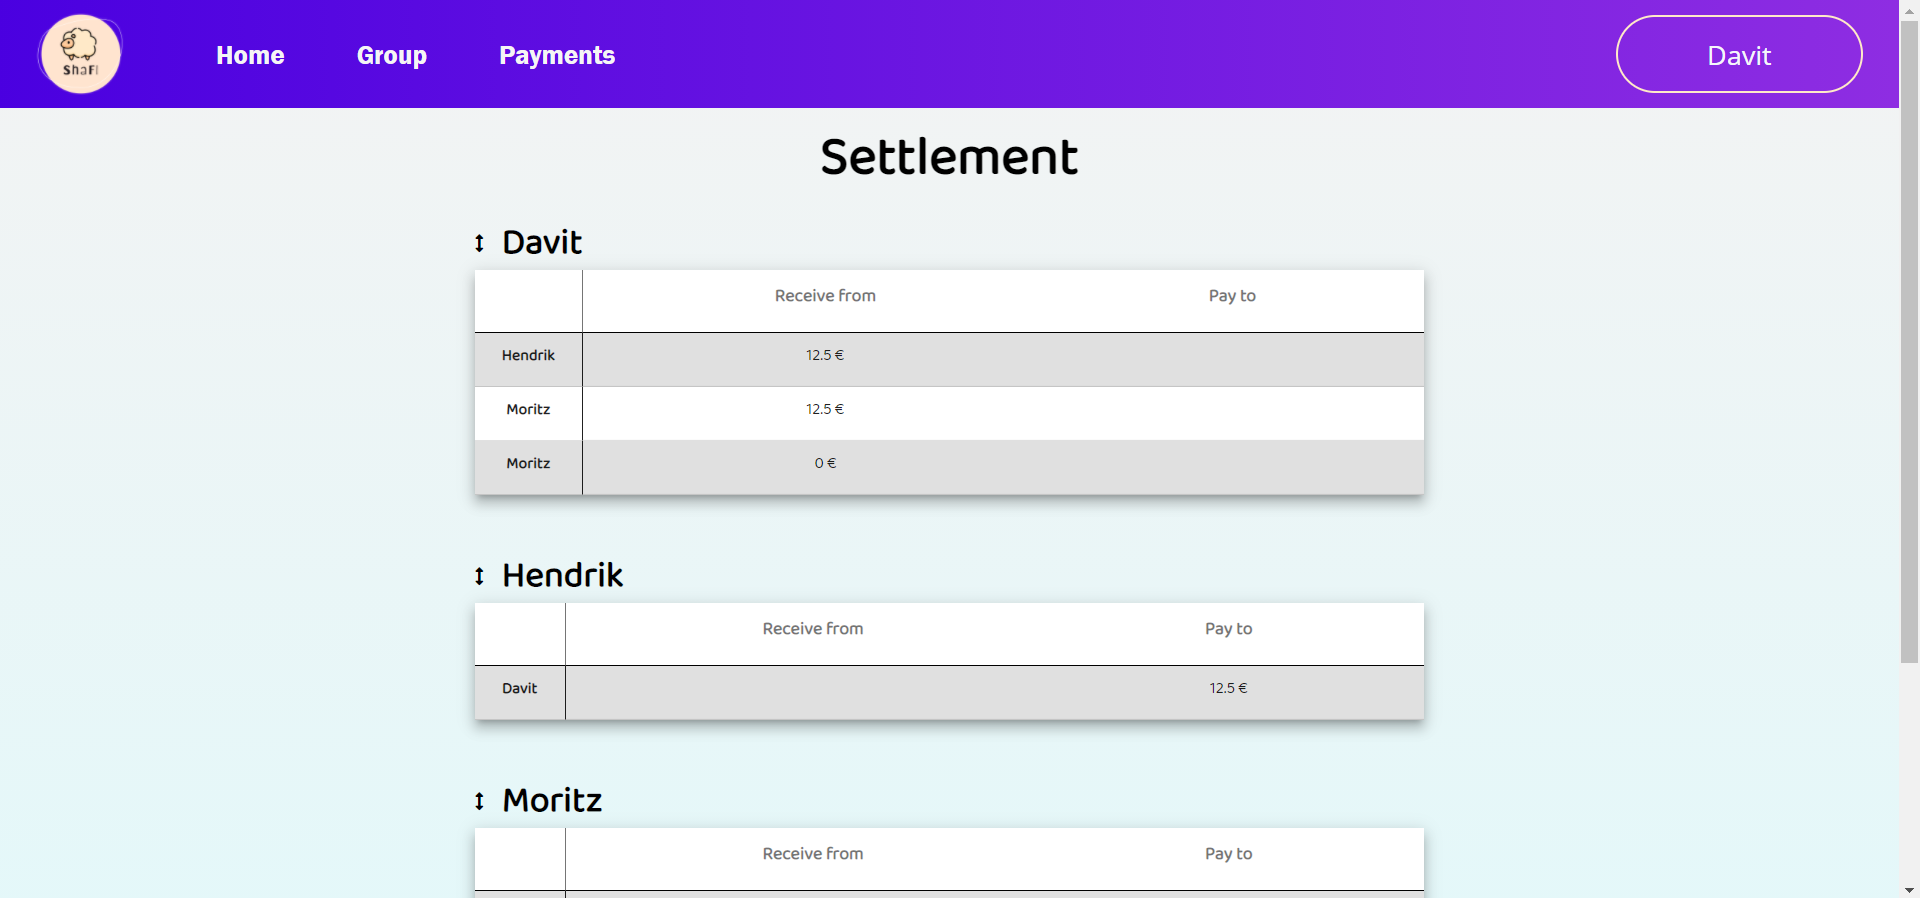 ShaFi
Home Group Payments Davit
Settlement
Davit
Receive from Pay to
Hendrik 12.5 €
Moritz 12.5 €
Moritz 0 €
Hendrik
Receive from Pay to
Davit 12.5 €
Moritz
Receive from Pay to